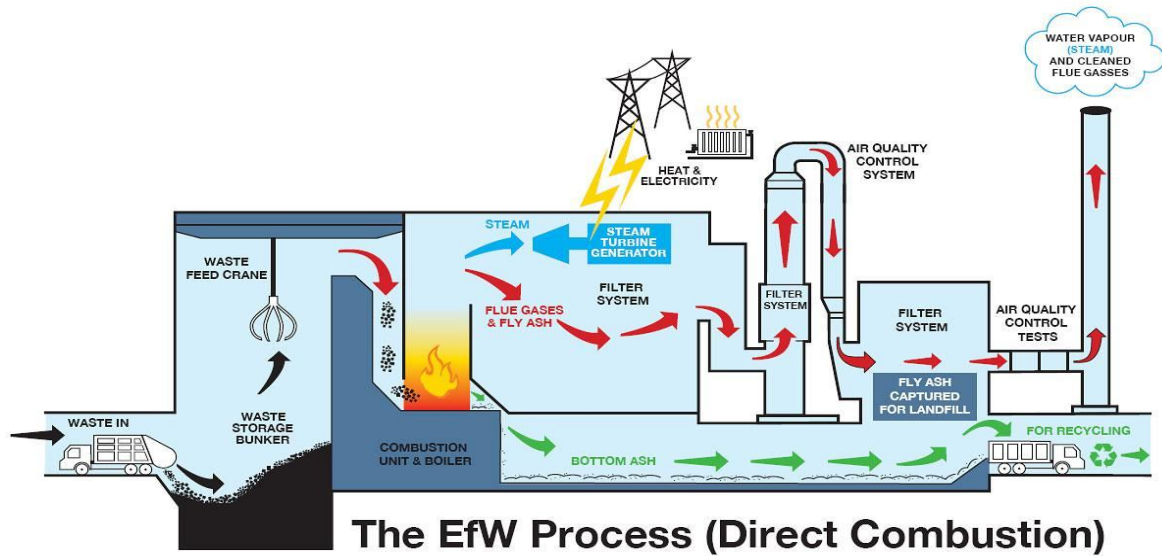 WATER VAPOUR
(STEAM)
AND CLEANED
FLUE GASSES
AIR QUALITY
CONTROL
SYSTEM
HEAT &
ELECTRICITY
STEAM
STEAM
TURBINE
GENERATOR
WASTE
FEED CRANE
FILTER
SYSTEM
FLUE GASES
& FLY ASH
FILTER
SYSTEM
FILTER
SYSTEM
AIR QUALITY
CONTROL
TESTS
FLY ASH
CAPTURED
FOR LANDFILL
WASTE IN
WASTE
STORAGE
BUNKER
COMBUSTION
UNIT & BOILER
BOTTOM ASH
FOR RECYCLING
The EfW Process (Direct Combustion)